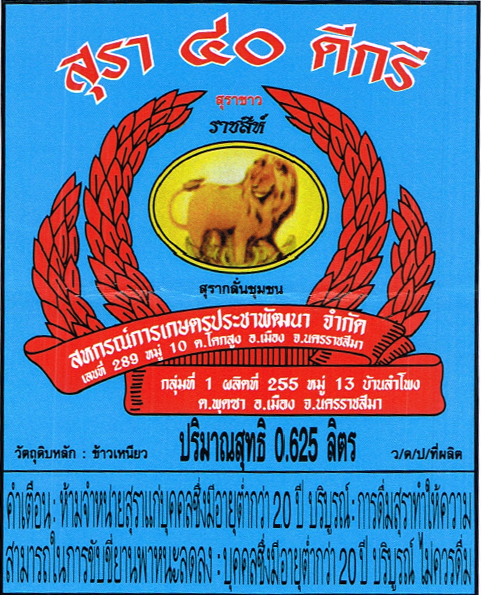 สุรา ๔๐ ดีกรี
สุราขาว
ราชสีห์
สุรากลั่นชุมชน
สหกรณ์การเกษตรประชาพัฒนา จำกัด
เลขที่ 289 หมู่ 10 ต.โคกสูง อ.เมือง จ.นครราชสีมา
กลุ่มที่ 1 ผลิตที่ 255 หมู่ 13 บ้านลำโพง
ต.พุดซา อ.เมือง จ.นครราชสีมา
วัตถุดิบหลัก : ข้าวเหนียว ปริมาณสุทธิ 0.625 ลิตร ว/ด/ป/ที่ผลิต
คำเตือน : ห้ามจำหน่ายสุราแก่บุคคลซึ่งมีอายุต่ำกว่า 20 ปี บริบูรณ์ : การดื่มสุราทำให้ความ
สามารถในการขับขี่ยานพาหนะลดลง : บุคคลซึ่งมีอายุต่ำกว่า 20 ปี บริบูรณ์ ไม่ควรดื่ม